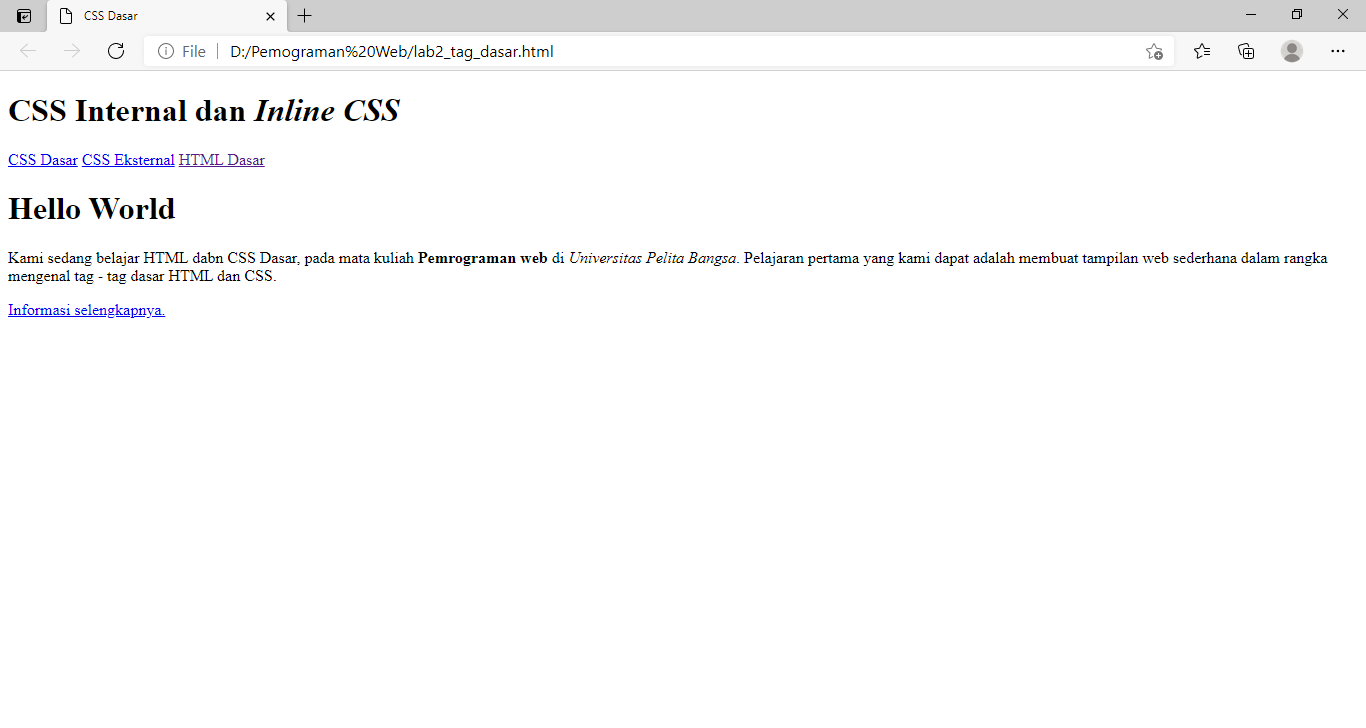 CSS Dasar
File
D:/Pemograman%20Web/lab2_tag_dasar.html
CSS Internal dan Inline CSS
CSS Dasar CSS Eksternal HTML Dasar
Hello World
Kami sedang belajar HTML dabn CSS Dasar, pada mata kuliah Pemrograman web di Universitas Pelita Bangsa. Pelajaran pertama yang kami dapat adalah membuat tampilan web sederhana dalam rangka
mengenal tag - tag dasar HTML dan CSS.
Informasi selengkapnya.